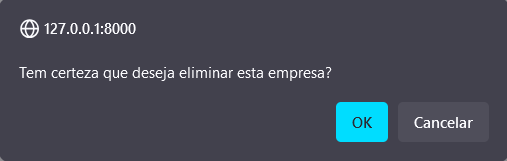 127.0.0.1:8000
Tem certeza que deseja eliminar esta empresa?
OK Cancelar